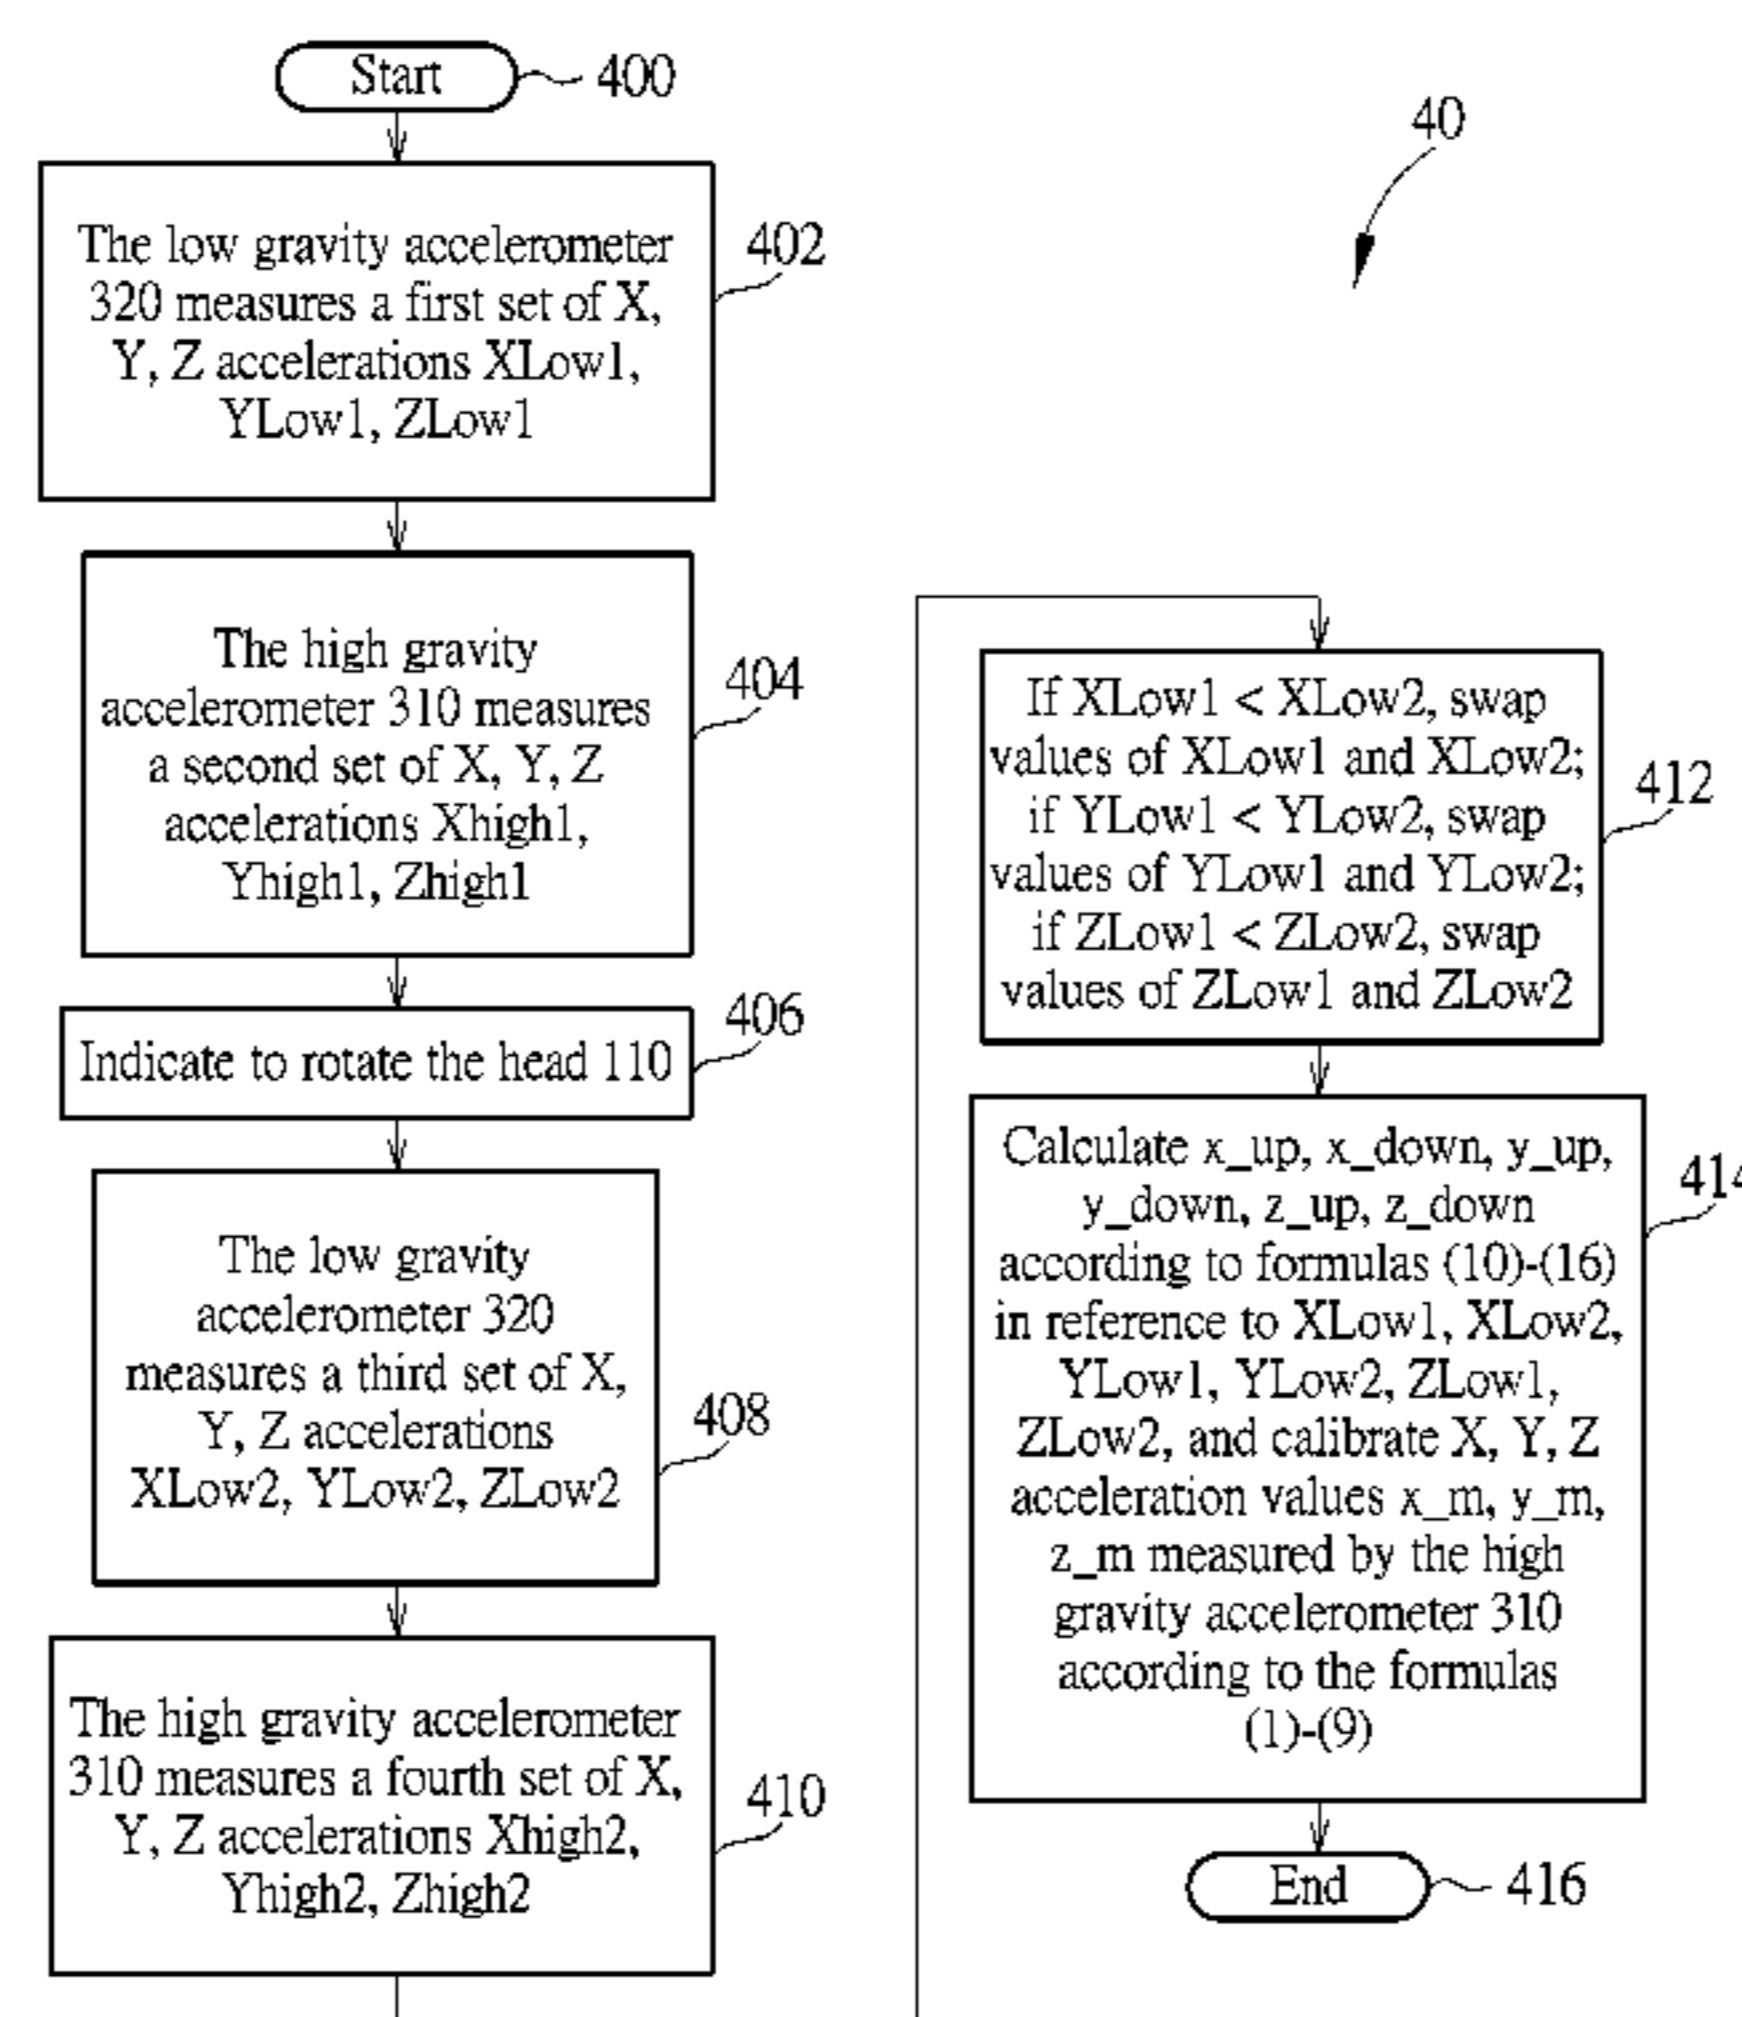 Start
400
40
The low gravity accelerometer
320 measures a first set of X,
Y, Z accelerations XLow1,
YLow1, ZLow1
402
The high gravity
accelerometer 310 measures
a second set of X, Y, Z
accelerations Xhigh1,
Yhigh1, Zhigh1
404
Indicate to rotate the head 110
406
The low gravity
accelerometer 320
measures a third set of X,
Y, Z accelerations
XLow2, YLow2, ZLow2
408
The high gravity accelerometer
310 measures a fourth set of X,
Y, Z accelerations Xhigh2,
Yhigh2, Zhigh2
410
If XLow1 < XLow2, swap
values of XLow1 and XLow2;
if YLow1 < YLow2, swap
values of YLow1 and YLow2;
if ZLow1 < ZLow2, swap
values of ZLow1 and ZLow2
412
Calculate x_up, x_down, y_up,
y_down, z_up, z_down
according to formulas (10)-(16)
in reference to XLow1, XLow2,
YLow1, YLow2, ZLow1,
ZLow2, and calibrate X, Y, Z
acceleration values x_m, y_m,
z_m measured by the high
gravity accelerometer 310
according to the formulas
(1)-(9)
414
End
416